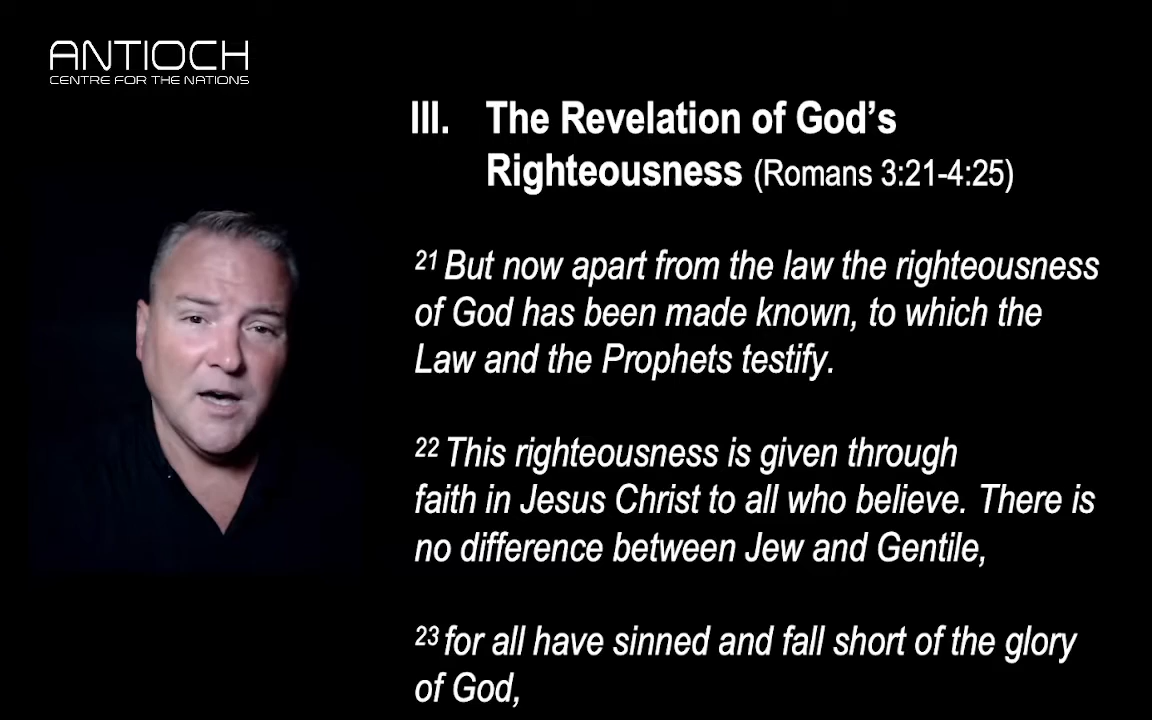 ANTIOCH
CENTRE FOR THE NATIONS
III. The Revelation of God’s
Righteousness (Romans 3:21-4:25)
21 But now apart from the law the righteousness
of God has been made known, to which the
Law and the Prophets testify.
22 This righteousness is given through
faith in Jesus Christ to all who believe. There is
no difference between Jew and Gentile,
23 for all have sinned and fall short of the glory
of God,